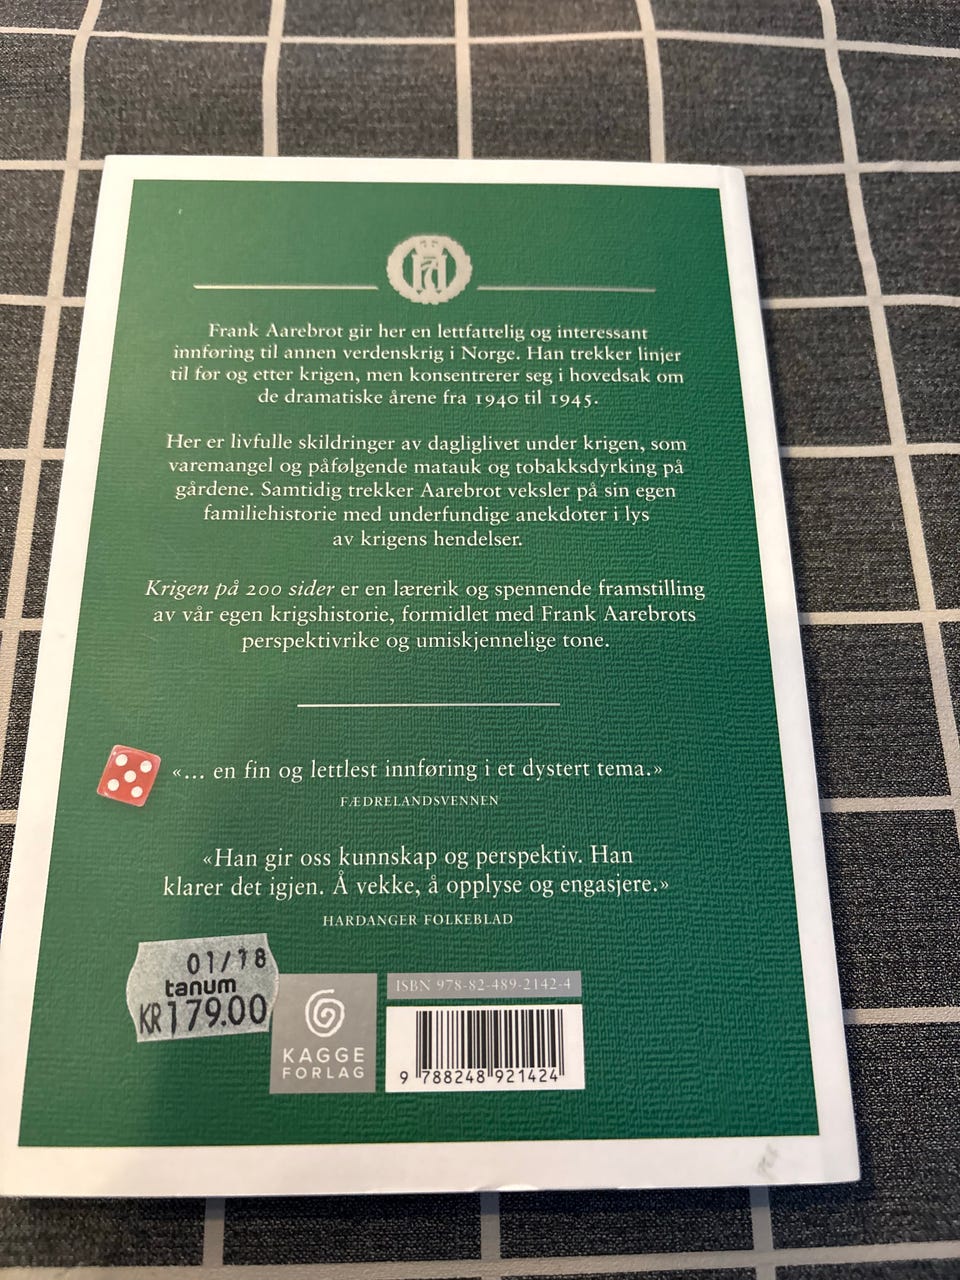 Frank Aarebrot gir her en lettfattelig og interessant
innføring til annen verdenskrig i Norge. Han trekker linjer
til før og etter krigen, men konsentrerer seg i hovedsak om
de dramatiske årene fra 1940 til 1945.
Her er livfulle skildringer av dagliglivet under krigen, som
varemangel og påfølgende matauk og tobakksdyrking på
gårdene. Samtidig trekker Aarebrot veksler på sin egen
familiehistorie med underfundige anekdoter i lys
av krigens hendelser.
Krigen på 200 sider er en lærerik og spennende framstilling
av vår egen krigshistorie, formidlet med Frank Aarebrots
perspektivrike og umiskjennelige tone.
«... en fin og lettlest innføring i et dystert tema.»
FÆDRELANDSVENNEN
«Han gir oss kunnskap og perspektiv. Han
klarer det igjen. Å vekke, å opplyse og engasjere.»
HARDANGER FOLKEBLAD
01/18
tanum
KR179.00
KAGGE
FORLAG
ISBN 978-82-489-2142-4
9 788248 921424